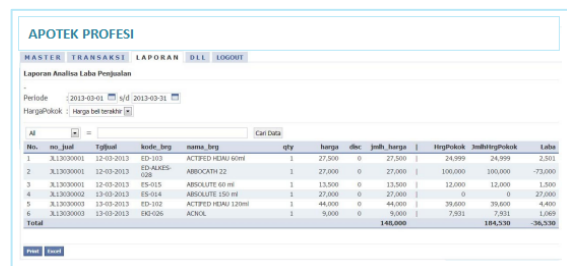 APOTEK PROFESI
MASTER TRANSAKSI LAPORAN DLL LOGOUT
Laporan Analisa Laba Penjualan
Periode : 2013-03-01 s/d 2013-03-31
HargaPokok : Harga beli terakhir
All = Cari Data
No. no_jual Tgljual kode_brg nama_brg qty harga disc jmlh_harga | HrgPokok JmlhHrgPokok Laba
1 JL13030001 12-03-2013 ED-103 ACTIFED HIJAU 60ml 1 27,500 0 27,500 | 24,999 24,999 2,501
2 JL13030001 12-03-2013 ED-ALKES-028 ABBOCATH 22 1 27,000 0 27,000 | 100,000 100,000 -73,000
3 JL13030001 12-03-2013 ES-015 ABSOLUTE 60 ml 1 13,500 0 13,500 | 12,000 12,000 1,500
4 JL13030002 13-03-2013 ES-014 ABSOLUTE 150 ml 1 27,000 0 27,000 | 0 0 27,000
5 JL13030003 13-03-2013 ED-102 ACTIFED HIJAU 120ml 1 44,000 0 44,000 | 39,600 39,600 4,400
6 JL13030003 13-03-2013 EKI-026 ACNOL 1 9,000 0 9,000 | 7,931 7,931 1,069
Total 148,000 184,530 -36,530
Print Excel